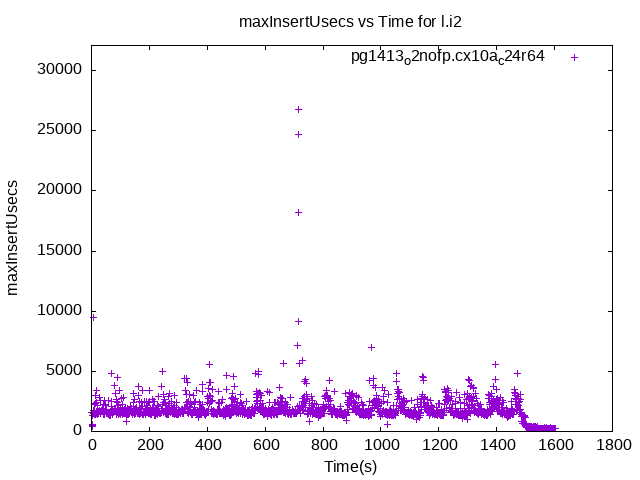 maxInsertUsecs vs Time for l.i2
pg1413o2nofp.cx10ac24r64
30000
25000
20000
15000
10000
5000
0
maxInsertUsecs
0 200 400 600 800 1000 1200 1400 1600 1800
Time(s)